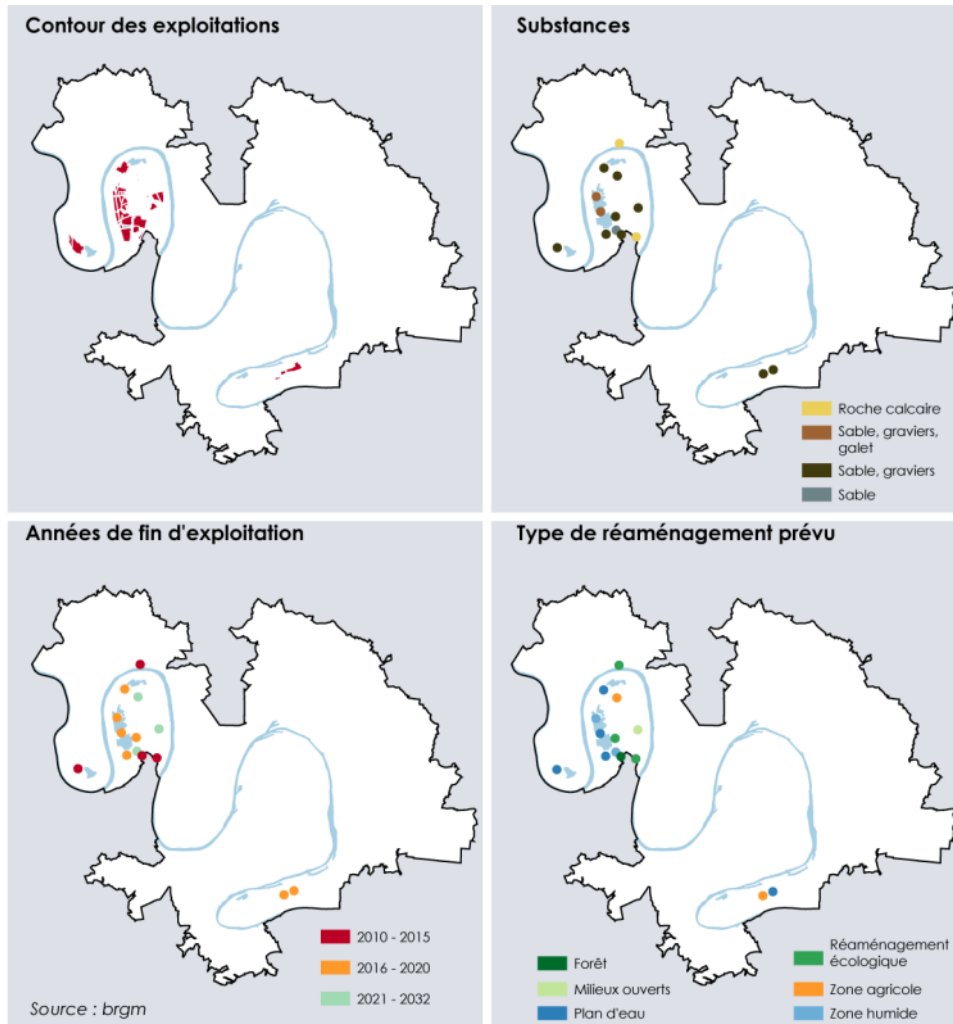 Contour des exploitations
Substances
Roche calcaire
Sable, graviers,
galet
Sable, graviers
Sable
Années de fin d'exploitation
2010 - 2015
2016 - 2020
2021 - 2032
Source : brgm
Type de réaménagement prévu
Forêt
Milieux ouverts
Plan d'eau
Réaménagement
écologique
Zone agricole
Zone humide